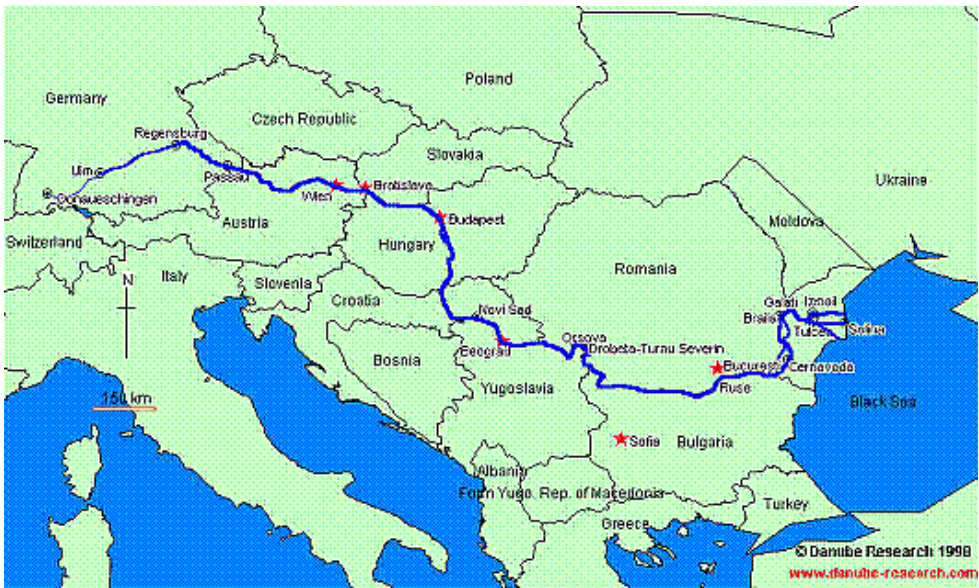 Poland
Germany
Czech Republic
Regensburg
Slovakia
Ulm
Passau
Ukraine
Wien
Bratislava
Donaueschingen
Moldova
Austria
Budapest
Switzerland
Hungary
Italy
Romania
N
Slovenia
Croatia
Galati
Izmail
Novi Sad
Braila
Tulcea
Sulina
Orsova
Beograd
Drobeta-Turnu Severin
Bosnia
Bucuresti
Cernavoda
Yugoslavia
Ruse
150 km
Black Sea
Sofia
Bulgaria
Albania
Form Yugo. Rep. of Macedonia
Turkey
Greece
© Danube Research 1998
www.danube-research.com